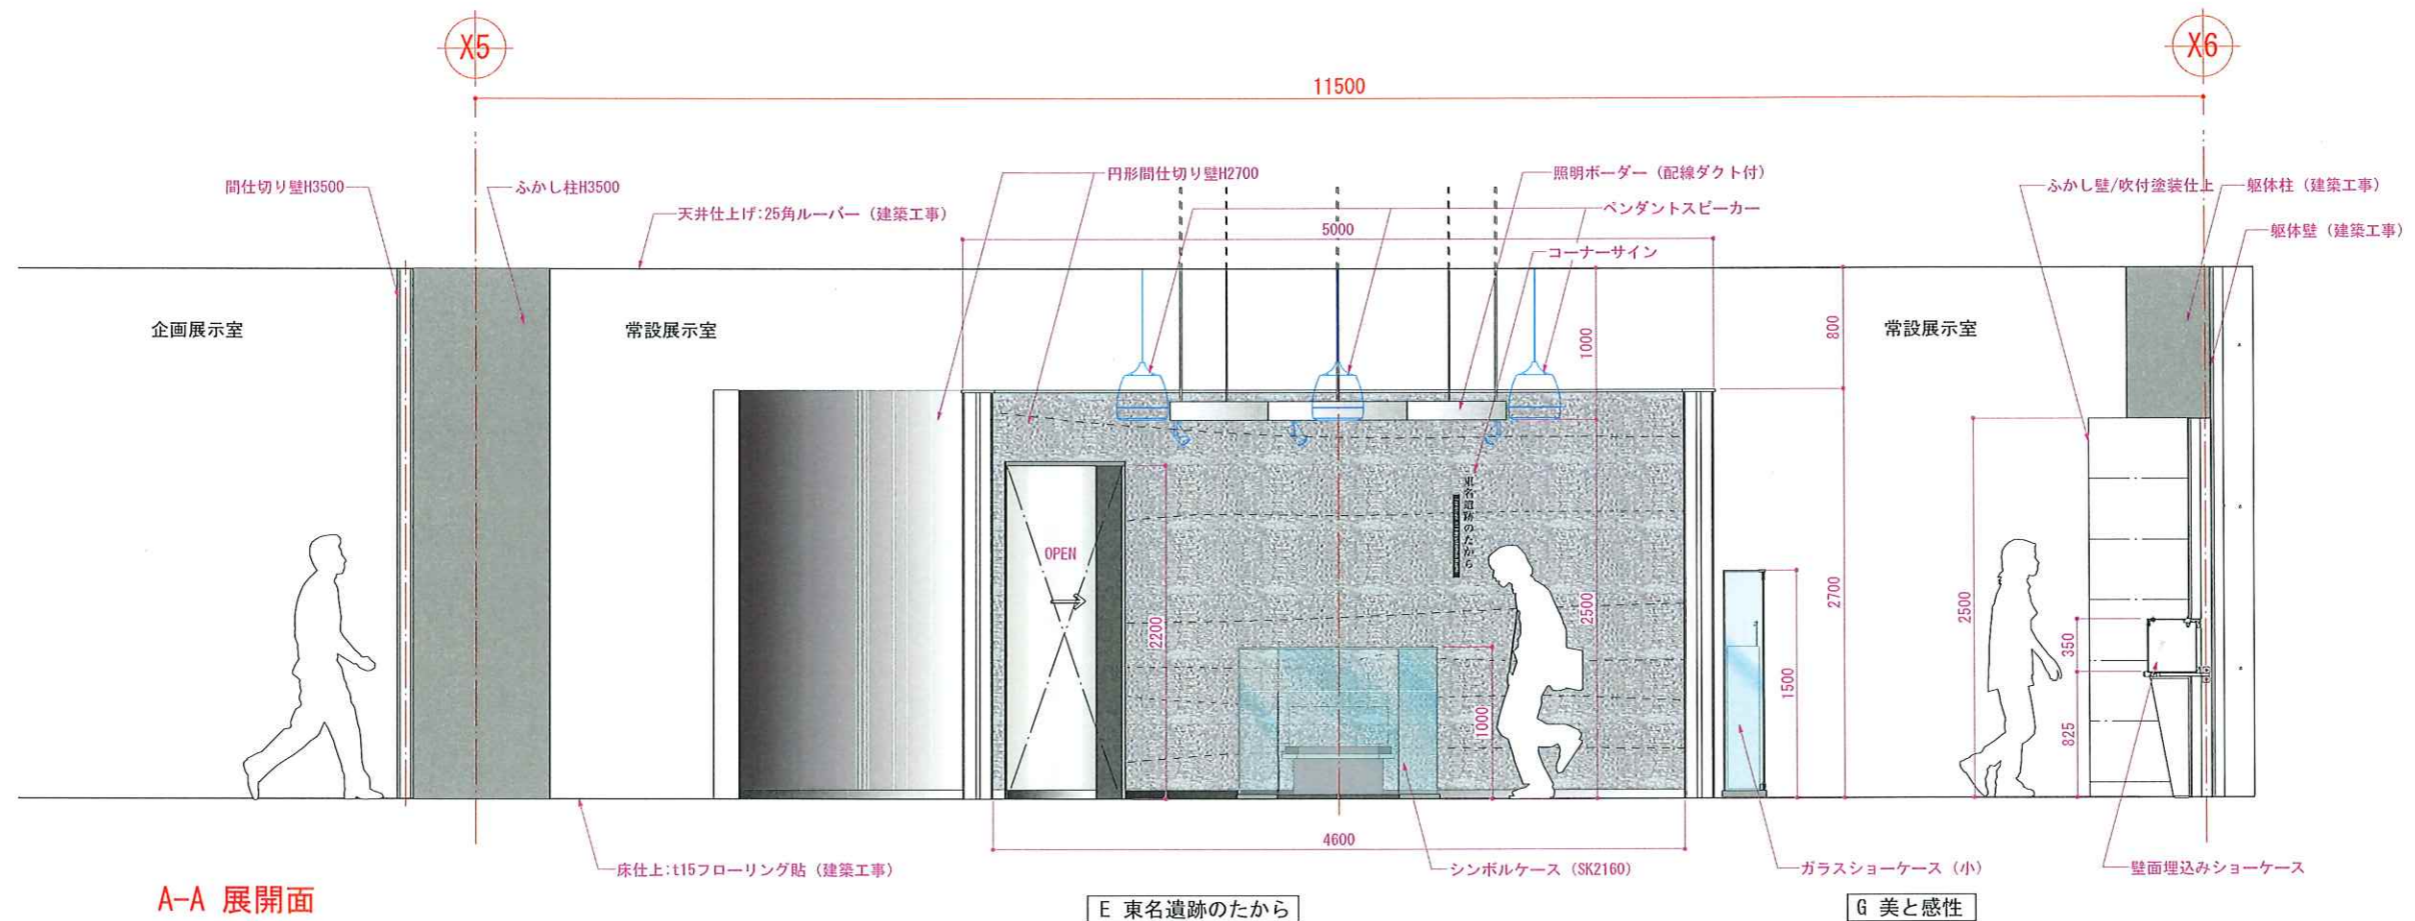 X5
X6
11500
間仕切り壁H3500
ふかし柱H3500
円形間仕切り壁H2700
照明ボーダー（配線ダクト付）
ふかし壁/吹付塗装仕上
躯体柱（建築工事）
天井仕上げ:25角ルーバー（建築工事）
ペンダントスピーカー
躯体壁（建築工事）
5000
コーナーサイン
企画展示室
常設展示室
1000
800
常設展示室
東名遺跡のたから
OPEN
2200
2500
2700
2500
350
1500
1000
825
4600
床仕上:t15フローリング貼（建築工事）
シンボルケース（SK2160）
ガラスショーケース（小）
壁面埋込みショーケース
A-A 展開面
E 東名遺跡のたから
G 美と感性